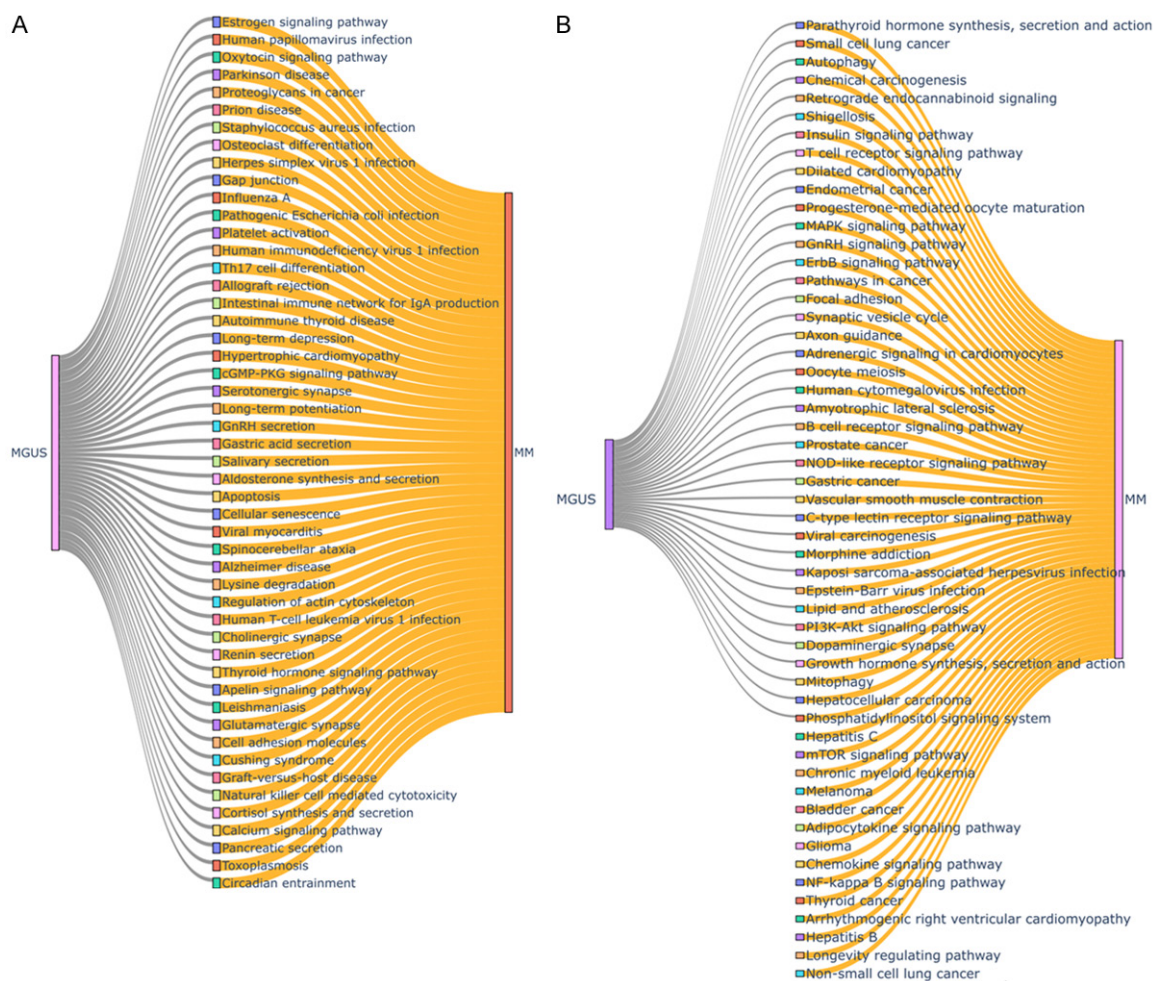 A
Estrogen signaling pathway
Human papillomavirus infection
Oxytocin signaling pathway
Parkinson disease
Proteoglycans in cancer
Prion disease
Staphylococcus aureus infection
Osteoclast differentiation
Herpes simplex virus 1 infection
Gap junction
Influenza A
Pathogenic Escherichia coli infection
Platelet activation
Human immunodeficiency virus 1 infection
Th17 cell differentiation
Allograft rejection
Intestinal immune network for IgA production
Autoimmune thyroid disease
Long-term depression
Hypertrophic cardiomyopathy
cGMP-PKG signaling pathway
Serotonergic synapse
Long-term potentiation
GnRH secretion
Gastric acid secretion
MGUS
MM
Salivary secretion
Aldosterone synthesis and secretion
Apoptosis
Cellular senescence
Viral myocarditis
Spinocerebellar ataxia
Alzheimer disease
Lysine degradation
Regulation of actin cytoskeleton
Human T-cell leukemia virus 1 infection
Cholinergic synapse
Renin secretion
Thyroid hormone signaling pathway
Apelin signaling pathway
Leishmaniasis
Glutamatergic synapse
Cell adhesion molecules
Cushing syndrome
Graft-versus-host disease
Natural killer cell mediated cytotoxicity
Cortisol synthesis and secretion
Calcium signaling pathway
Pancreatic secretion
Toxoplasmosis
Circadian entrainment
B
Parathyroid hormone synthesis, secretion and action
Small cell lung cancer
Autophagy
Chemical carcinogenesis
Retrograde endocannabinoid signaling
Shigellosis
Insulin signaling pathway
T cell receptor signaling pathway
Dilated cardiomyopathy
Endometrial cancer
Progesterone-mediated oocyte maturation
MAPK signaling pathway
GnRH signaling pathway
ErbB signaling pathway
Pathways in cancer
Focal adhesion
Synaptic vesicle cycle
Axon guidance
Adrenergic signaling in cardiomyocytes
Oocyte meiosis
Human cytomegalovirus infection
Amyotrophic lateral sclerosis
B cell receptor signaling pathway
Prostate cancer
NOD-like receptor signaling pathway
Gastric cancer
MGUS
MM
Vascular smooth muscle contraction
C-type lectin receptor signaling pathway
Viral carcinogenesis
Morphine addiction
Kaposi sarcoma-associated herpesvirus infection
Epstein-Barr virus infection
Lipid and atherosclerosis
PI3K-Akt signaling pathway
Dopaminergic synapse
Growth hormone synthesis, secretion and action
Mitophagy
Hepatocellular carcinoma
Phosphatidylinositol signaling system
Hepatitis C
mTOR signaling pathway
Chronic myeloid leukemia
Melanoma
Bladder cancer
Adipocytokine signaling pathway
Glioma
Chemokine signaling pathway
NF-kappa B signaling pathway
Thyroid cancer
Arrhythmogenic right ventricular cardiomyopathy
Hepatitis B
Longevity regulating pathway
Non-small cell lung cancer